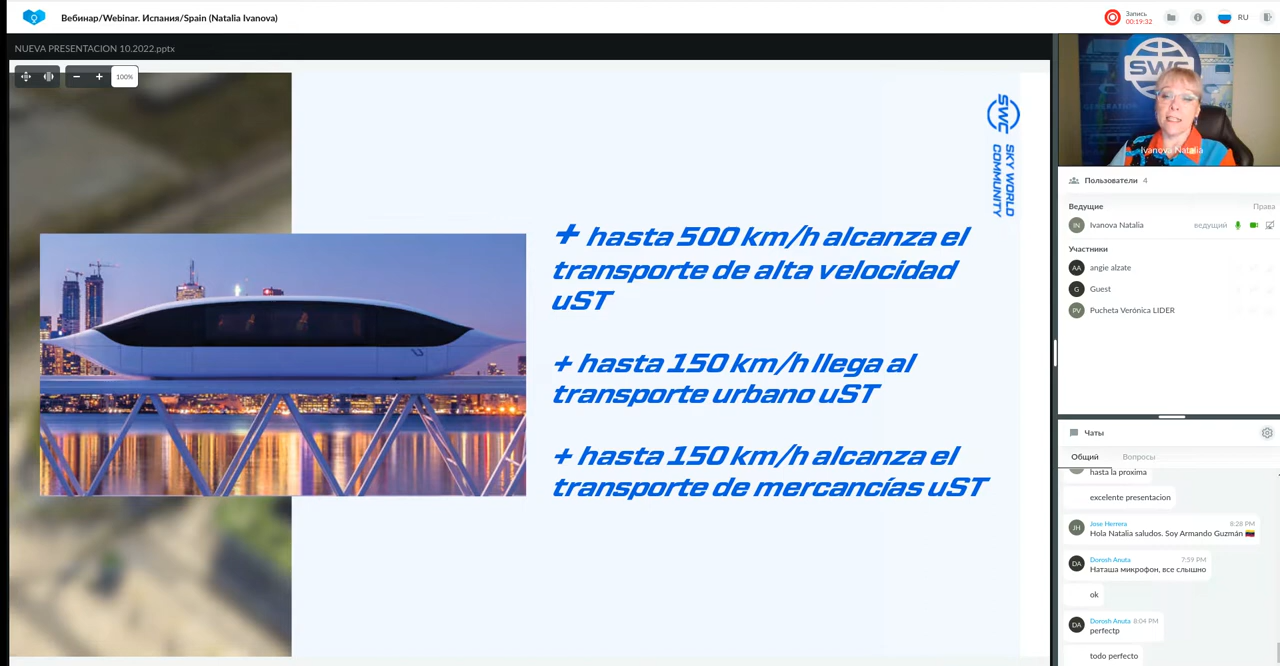 Вебинар/Webinar. Испания/Spain (Natalia Ivanova)
Запись
00:19:32
RU
NUEVA PRESENTACION 10.2022.pptx
100%
SWC
SKY WORLD
COMMUNITY
+ hasta 500 km/h alcanza el
transporte de alta velocidad
uST
+ hasta 150 km/h llega al
transporte urbano uST
+ hasta 150 km/h alcanza el
transporte de mercancías uST
SWC
Ivanova Natalia
Пользователи 4
Ведущие Права
IN Ivanova Natalia ведущий
Участники
AA angie alzate
G Guest
PV Pucheta Verónica LIDER
Чаты
Общий Вопросы
hasta la proxima
excelente presentacion
JH Jose Herrera 8:28 PM
Hola Natalia saludos. Soy Armando Guzmán
DA Dorosh Anuta 7:59 PM
Наташа микрофон, все слышно
ok
DA Dorosh Anuta 8:04 PM
perfectp
todo perfecto